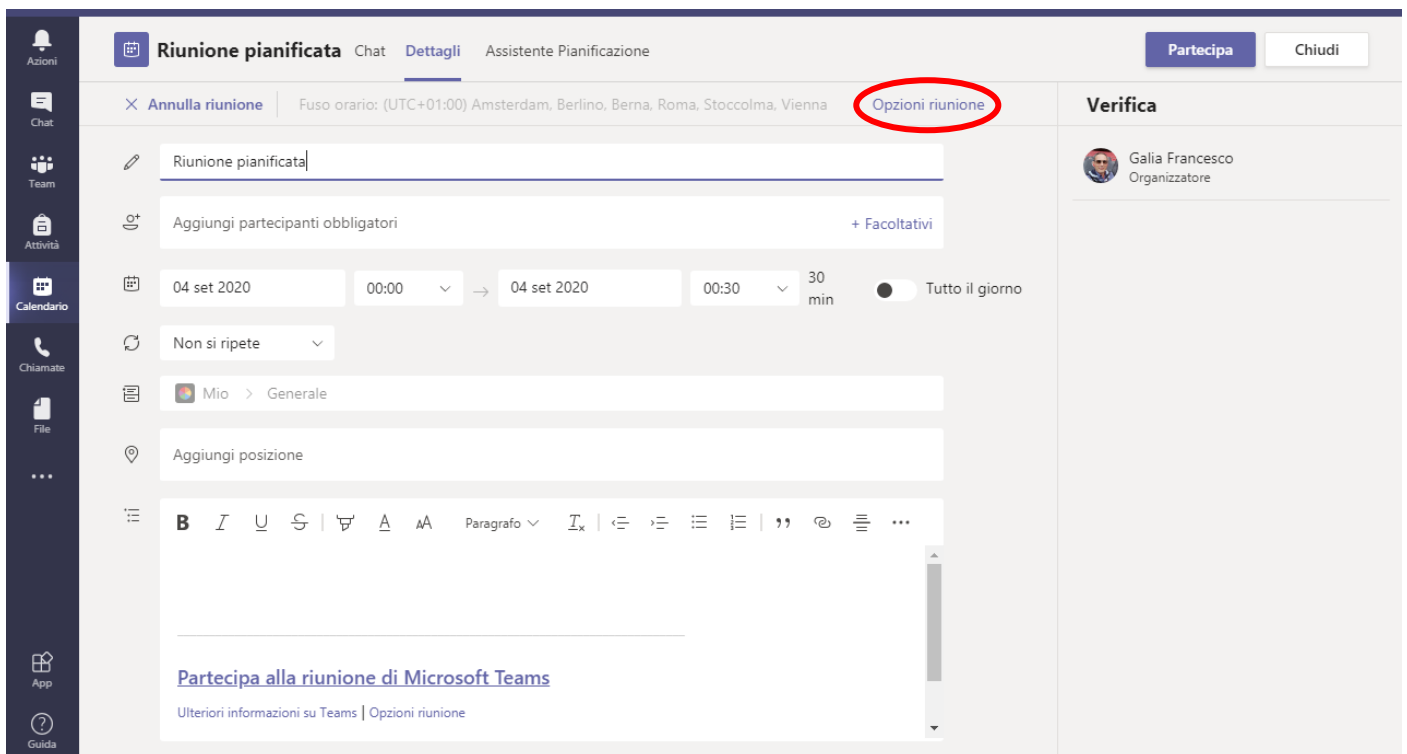 Azioni
Chat
Team
Attività
Calendario
Chiamate
File
App
Guida
Riunione pianificata Chat Dettagli Assistente Pianificazione
Partecipa Chiudi
Annulla riunione Fuso orario: (UTC+01:00) Amsterdam, Berlino, Berna, Roma, Stoccolma, Vienna Opzioni riunione
Riunione pianificata
Aggiungi partecipanti obbligatori + Facoltativi
04 set 2020 00:00 → 04 set 2020 00:30 30 min Tutto il giorno
Non si ripete
Mio > Generale
Aggiungi posizione
B I U S A AA Paragrafo Tx
Partecipa alla riunione di Microsoft Teams
Ulteriori informazioni su Teams | Opzioni riunione
Verifica
Galia Francesco
Organizzatore